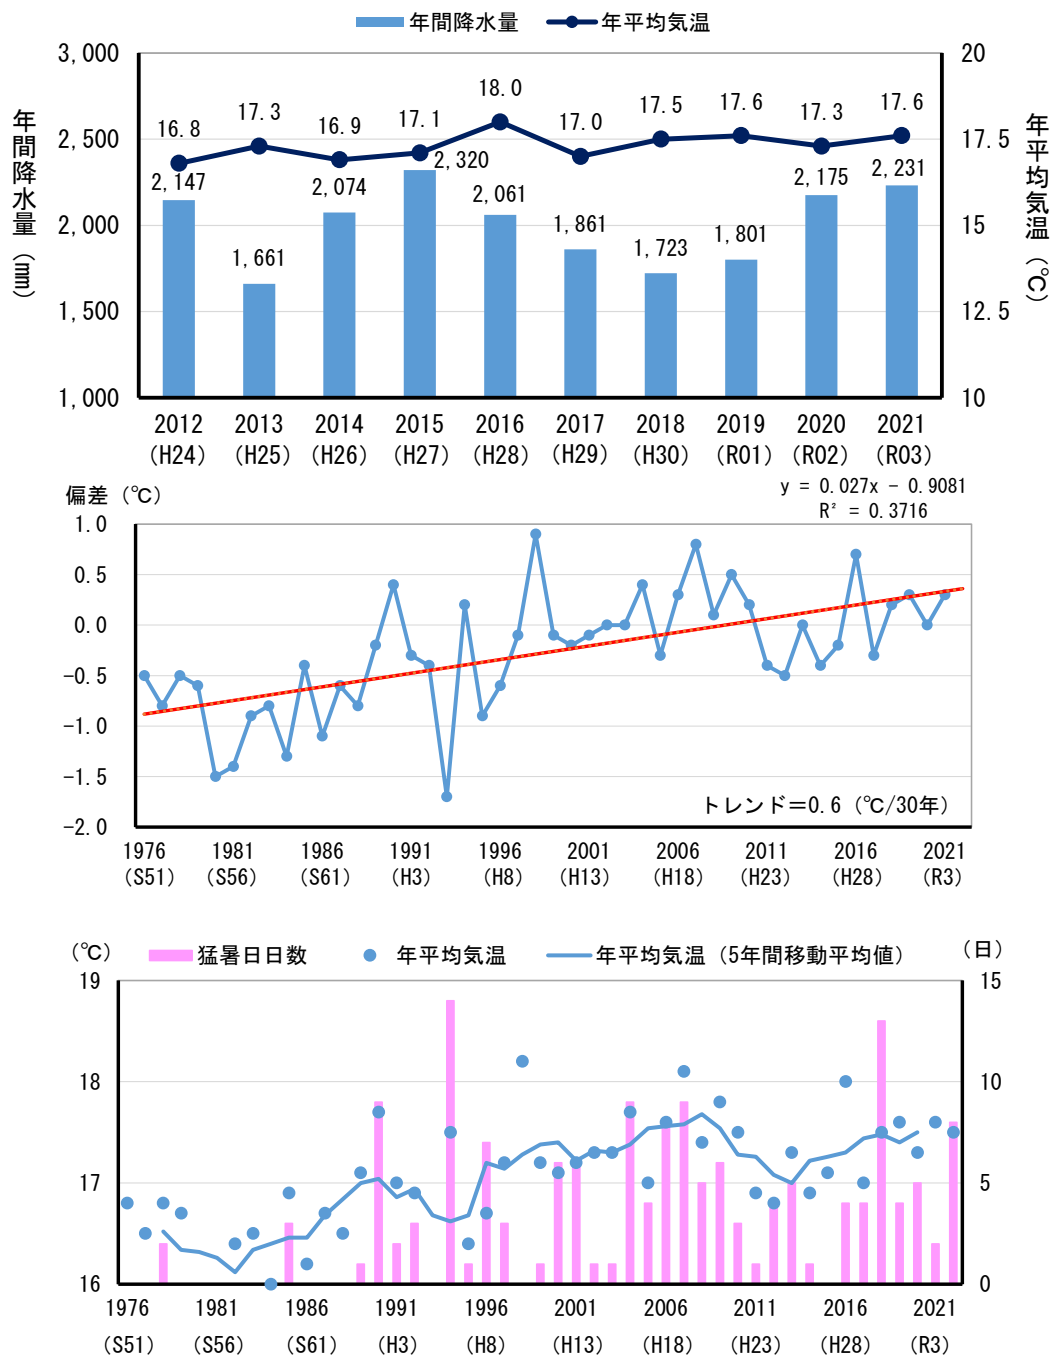 年間降水量 年平均気温
3,000 20
2,500 17.5
2,000 15
1,500 12.5
1,000 10
年間降水量（㎜）
年平均気温（℃）
16.8 17.3 16.9 17.1 18.0 17.0 17.5 17.6 17.3 17.6
2,147 1,661 2,074 2,320 2,061 1,861 1,723 1,801 2,175 2,231
2012 2013 2014 2015 2016 2017 2018 2019 2020 2021
（H24）（H25）（H26）（H27）（H28）（H29）（H30）（R01）（R02）（R03）
偏差（℃）
y = 0.027x − 0.9081
R² = 0.3716
1.0
0.5
0.0
−0.5
−1.0
−1.5
−2.0
トレンド＝0.6（℃/30年）
1976 1981 1986 1991 1996 2001 2006 2011 2016 2021
（S51）（S56）（S61）（H3）（H8）（H13）（H18）（H23）（H28）（R3）
（℃） 猛暑日日数 年平均気温 年平均気温（5年間移動平均値） （日）
19 15
18 10
17 5
16 0
1976 1981 1986 1991 1996 2001 2006 2011 2016 2021
（S51）（S56）（S61）（H3）（H8）（H13）（H18）（H23）（H28）（R3）